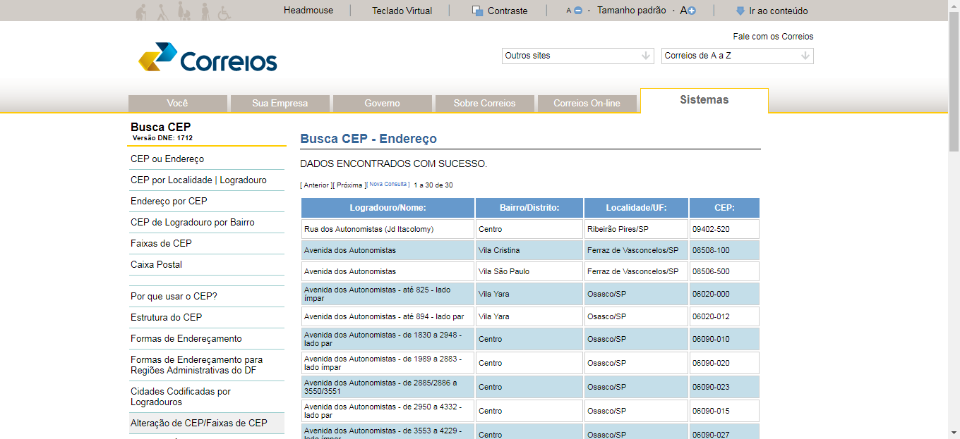 Headmouse | Teclado Virtual | Contraste | A - · Tamanho padrão · A+ | Ir ao conteúdo
Fale com os Correios
Correios
Outros sites
Correios de A a Z
Você
Sua Empresa
Governo
Sobre Correios
Correios On-line
Sistemas
Busca CEP
Versão DNE: 1712
CEP ou Endereço
CEP por Localidade | Logradouro
Endereço por CEP
CEP de Logradouro por Bairro
Faixas de CEP
Caixa Postal
Por que usar o CEP?
Estrutura do CEP
Formas de Endereçamento
Formas de Endereçamento para
Regiões Administrativas do DF
Cidades Codificadas por
Logradouros
Alteração de CEP/Faixas de CEP
Busca CEP - Endereço
DADOS ENCONTRADOS COM SUCESSO.
[ Anterior ][ Próxima ][ Nova Consulta ] 1 a 30 de 30
Logradouro/Nome: Bairro/Distrito: Localidade/UF: CEP:
Rua dos Autonomistas (Jd Itacolomy) Centro Ribeirão Pires/SP 09402-520
Avenida dos Autonomistas Vila Cristina Ferraz de Vasconcelos/SP 08508-100
Avenida dos Autonomistas Vila São Paulo Ferraz de Vasconcelos/SP 08506-500
Avenida dos Autonomistas - até 825 - lado
ímpar Vila Yara Osasco/SP 06020-000
Avenida dos Autonomistas - até 894 - lado par Vila Yara Osasco/SP 06020-012
Avenida dos Autonomistas - de 1830 a 2948 -
lado par Centro Osasco/SP 06090-010
Avenida dos Autonomistas - de 1989 a 2883 -
lado ímpar Centro Osasco/SP 06090-020
Avenida dos Autonomistas - de 2885/2986 a
3550/3551 Centro Osasco/SP 06090-023
Avenida dos Autonomistas - de 2950 a 4332 -
lado par Centro Osasco/SP 06090-015
Avenida dos Autonomistas - de 3553 a 4229 -
lado ímpar Centro Osasco/SP 06090-027